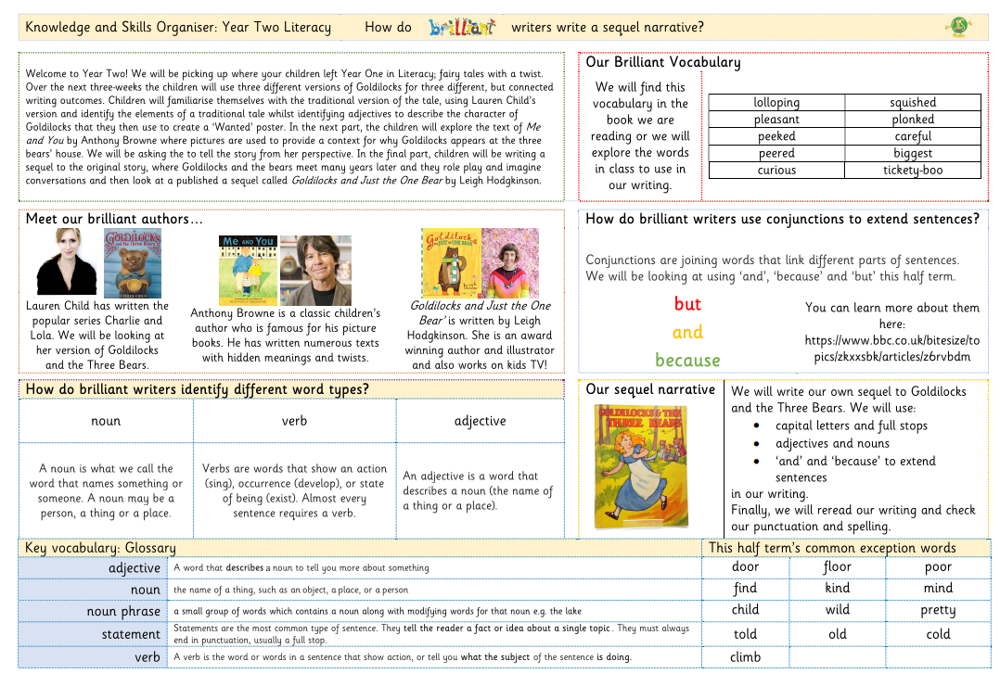 Knowledge and Skills Organiser: Year Two Literacy How do brilliant writers write a sequel narrative?
Welcome to Year Two! We will be picking up where your children left Year One in Literacy; fairy tales with a twist.
Over the next three-weeks the children will use three different versions of Goldilocks for three different, but connected
writing outcomes. Children will familiarise themselves with the traditional version of the tale, using Lauren Child's
version and identify the elements of a traditional tale whilst identifying adjectives to describe the character of
Goldilocks that they then use to create a 'Wanted' poster. In the next part, the children will explore the text of Me
and You by Anthony Browne where pictures are used to provide a context for why Goldilocks appears at the three
bears' house. We will be asking the to tell the story from her perspective. In the final part, children will be writing a
sequel to the original story, where Goldilocks and the bears meet many years later and they role play and imagine
conversations and then look at a published a sequel called Goldilocks and Just the One Bear by Leigh Hodgkinson.
Our Brilliant Vocabulary
We will find this
vocabulary in the
book we are
reading or we will
explore the words
in class to use in
our writing.
lolloping squished
pleasant plonked
peeked careful
peered biggest
curious tickety-boo
Meet our brilliant authors...
GOLDILOCKS
and the Three Bears
Lauren Child has written the
popular series Charlie and
Lola. We will be looking at
her version of Goldilocks
and the Three Bears.
ME AND YOU
ANTHONY BROWNE
Anthony Browne is a classic children's
author who is famous for his picture
books. He has written numerous texts
with hidden meanings and twists.
Goldilocks
AND JUST THE ONE BEAR
Goldilocks and Just the One
Bear' is written by Leigh
Hodgkinson. She is an award
winning author and illustrator
and also works on kids TV!
How do brilliant writers use conjunctions to extend sentences?
Conjunctions are joining words that link different parts of sentences.
We will be looking at using 'and', 'because' and 'but' this half term.
but
and
because
You can learn more about them
here:
https://www.bbc.co.uk/bitesize/to
pics/zkxxsbk/articles/z6rvbdm
How do brilliant writers identify different word types?
noun verb adjective
A noun is what we call the
word that names something or
someone. A noun may be a
person, a thing or a place.
Verbs are words that show an action
(sing), occurrence (develop), or state
of being (exist). Almost every
sentence requires a verb.
An adjective is a word that
describes a noun (the name of
a thing or a place).
Our sequel narrative
GOLDILOCKS & THE
THREE BEARS
We will write our own sequel to Goldilocks
and the Three Bears. We will use:
• capital letters and full stops
• adjectives and nouns
• 'and' and 'because' to extend
sentences
in our writing.
Finally, we will reread our writing and check
our punctuation and spelling.
Key vocabulary: Glossary
adjective A word that describes a noun to tell you more about something
noun the name of a thing, such as an object, a place, or a person
noun phrase a small group of words which contains a noun along with modifying words for that noun e.g. the lake
statement Statements are the most common type of sentence. They tell the reader a fact or idea about a single topic. They must always
end in punctuation, usually a full stop.
verb A verb is the word or words in a sentence that show action, or tell you what the subject of the sentence is doing.
This half term's common exception words
door floor poor
find kind mind
child wild pretty
told old cold
climb